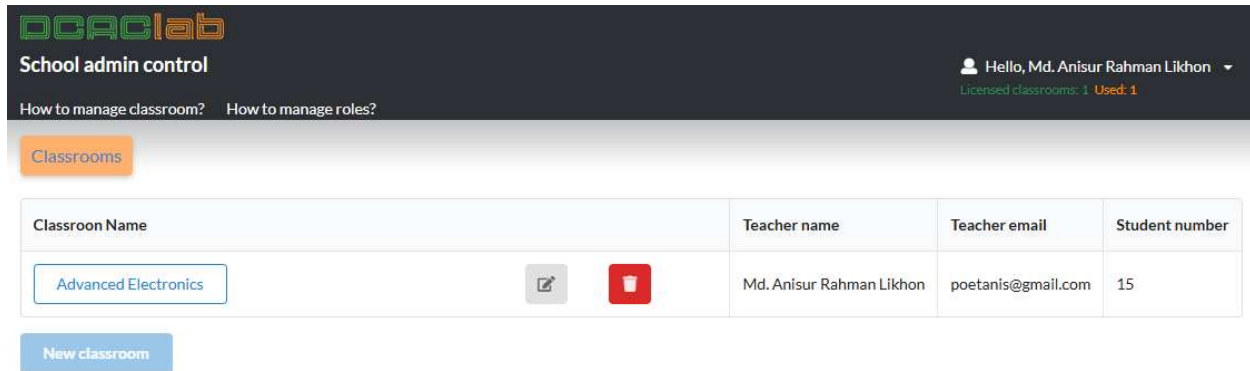 DCAClab
School admin control
Hello, Md. Anisur Rahman Likhon
Licensed classrooms: 1 Used: 1
How to manage classroom? How to manage roles?
Classrooms
Classroon Name Teacher name Teacher email Student number
Advanced Electronics Md. Anisur Rahman Likhon poetanis@gmail.com 15
New classroom